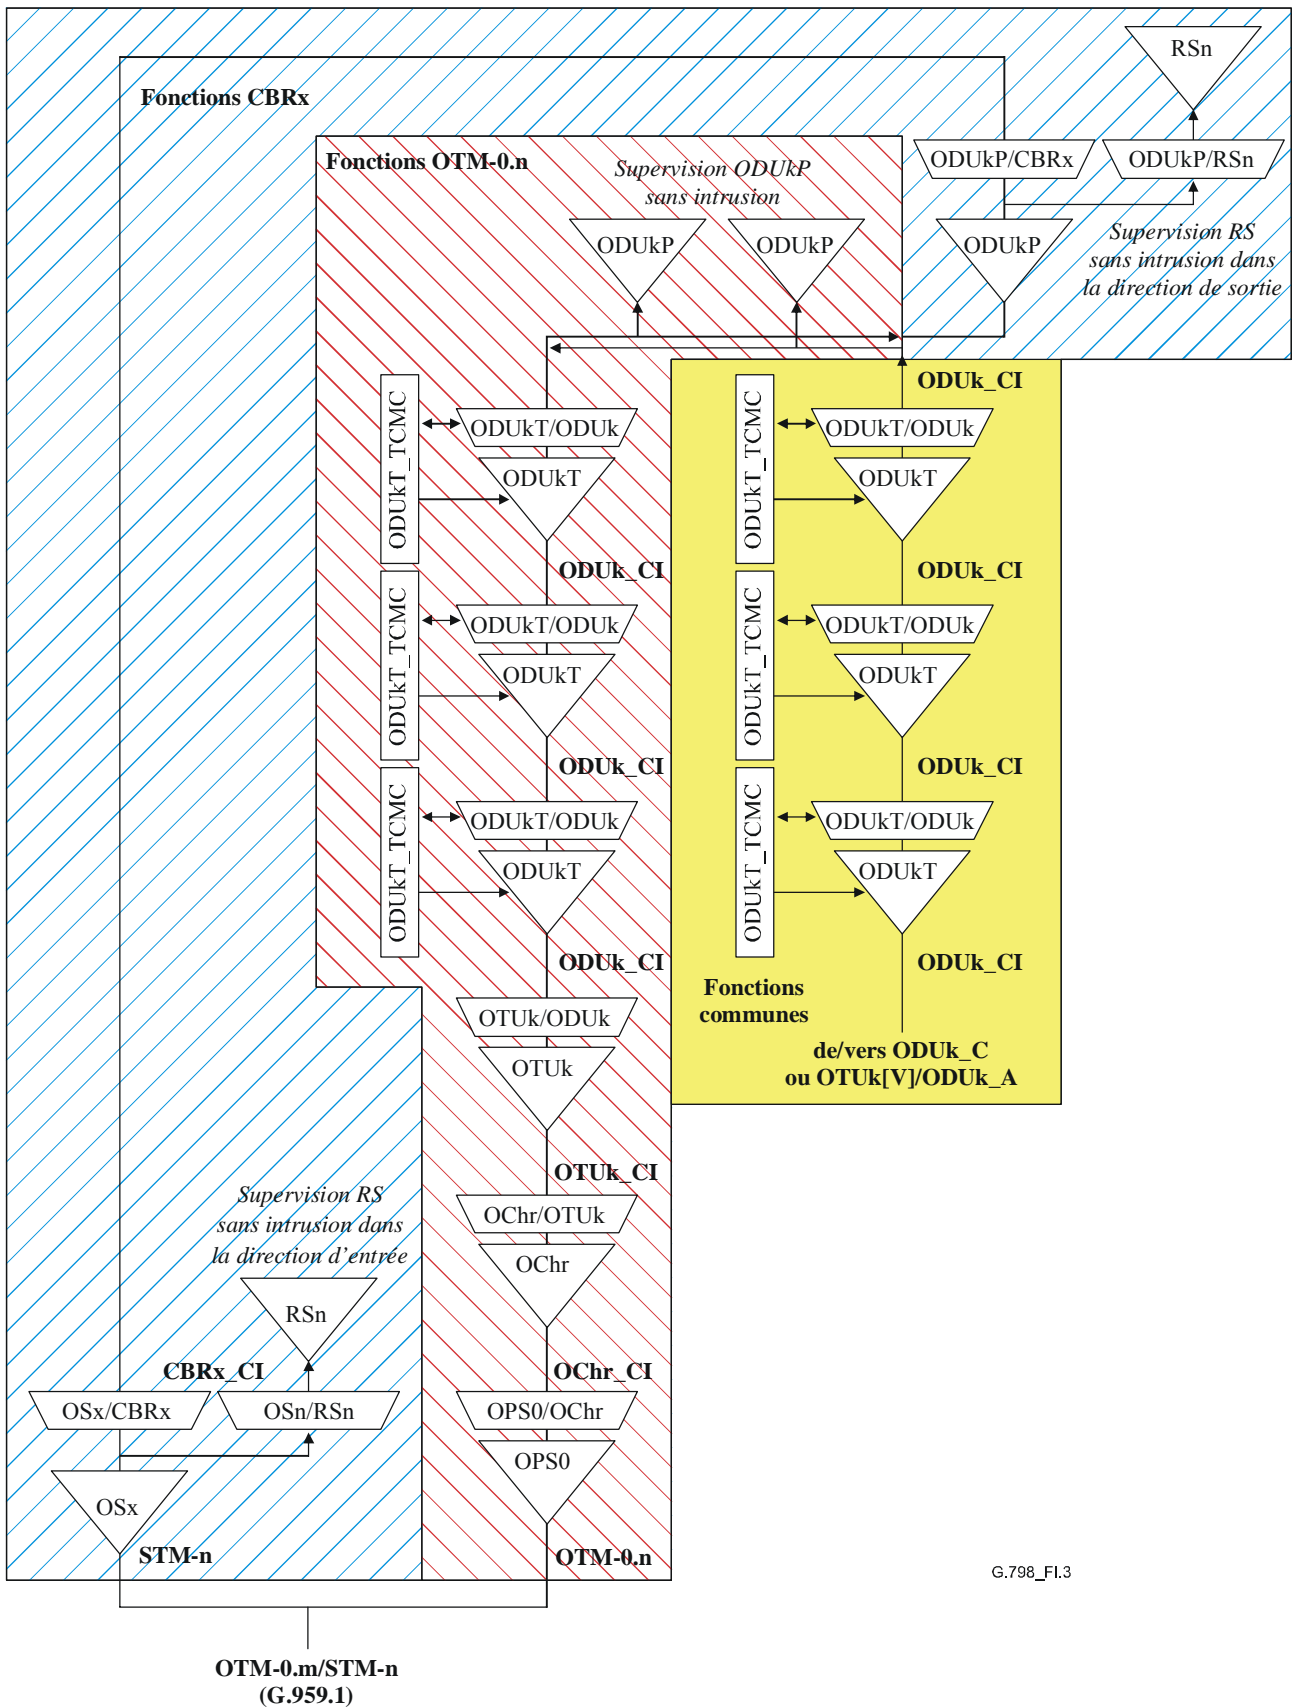 RSn
Fonctions CBRx
ODUkP/CBRx
ODUkP/RSn
Fonctions OTM-0.n
Supervision ODUkP
sans intrusion
ODUkP
ODUkP
ODUkP
Supervision RS
sans intrusion dans
la direction de sortie
ODUk_CI
ODUkT_TCMC
ODUkT/ODUk
ODUkT
ODUkT_TCMC
ODUkT/ODUk
ODUkT
ODUk_CI
ODUk_CI
ODUkT_TCMC
ODUkT/ODUk
ODUkT
ODUkT_TCMC
ODUkT/ODUk
ODUkT
ODUk_CI
ODUk_CI
ODUkT_TCMC
ODUkT/ODUk
ODUkT
ODUkT_TCMC
ODUkT/ODUk
ODUkT
ODUk_CI
ODUk_CI
Fonctions
communes
OTUk/ODUk
OTUk
de/vers ODUk_C
ou OTUk[V]/ODUk_A
OTUk_CI
Supervision RS
sans intrusion dans
la direction d'entrée
OChr/OTUk
OChr
RSn
CBRx_CI
OChr_CI
OSx/CBRx
OSn/RSn
OPS0/OChr
OPS0
OSx
STM-n
OTM-0.n
G.798_FI.3
OTM-0.m/STM-n
(G.959.1)